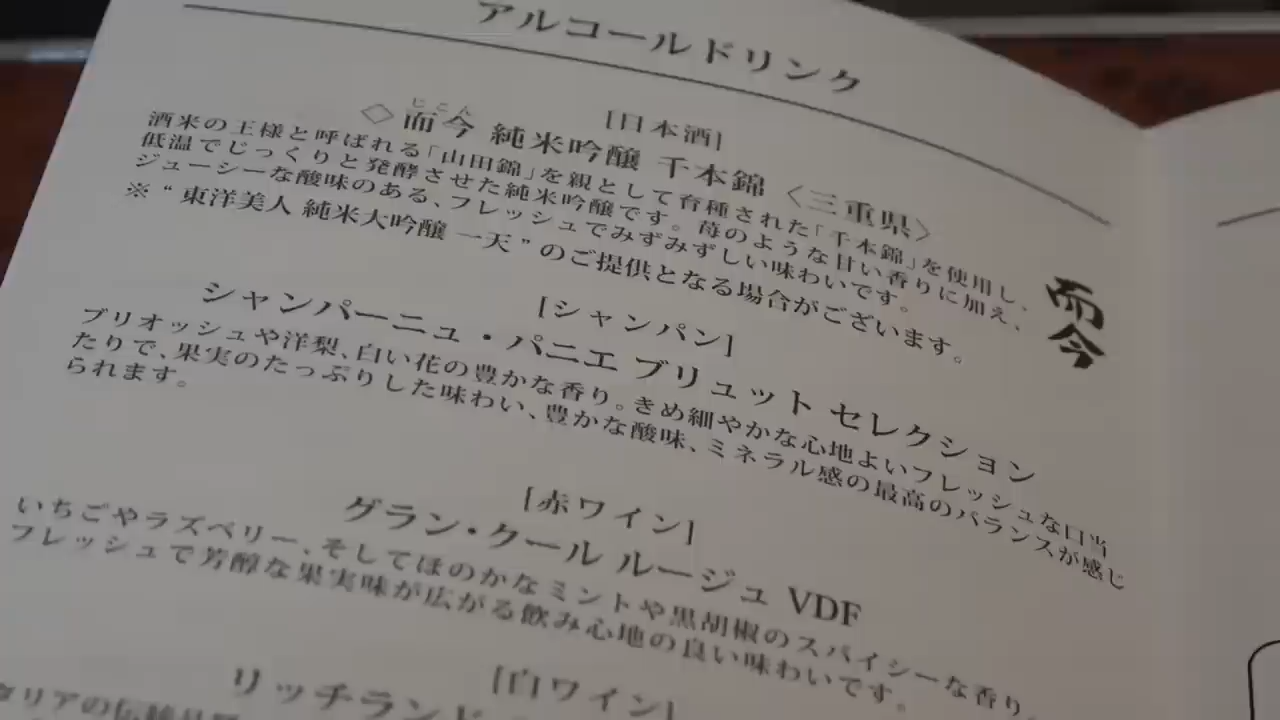 アルコールドリンク
[日本酒]
じこん
◇而今 純米吟醸 千本錦 〈三重県〉
酒米の王様と呼ばれる「山田錦」を親として育種された「千本錦」を使用し、
低温でじっくりと発酵させた純米吟醸です。苺のような甘い香りに加え、
ジューシーな酸味のある、フレッシュでみずみずしい味わいです。
※“東洋美人 純米大吟醸 一天”のご提供となる場合がございます。
而今
[シャンパン]
シャンパーニュ・パニエ ブリュット セレクション
ブリオッシュや洋梨、白い花の豊かな香り。きめ細やかな心地よいフレッシュな口当
たりで、果実のたっぷりした味わい、豊かな酸味、ミネラル感の最高のバランスが感じ
られます。
[赤ワイン]
グラン・クール ルージュ VDF
いちごやラズベリー、そしてほのかなミントや黒胡椒のスパイシーな香り。
フレッシュで芳醇な果実味が広がる飲み心地の良い味わいです。
[白ワイン]
リッチランド
タリアの伝統品種